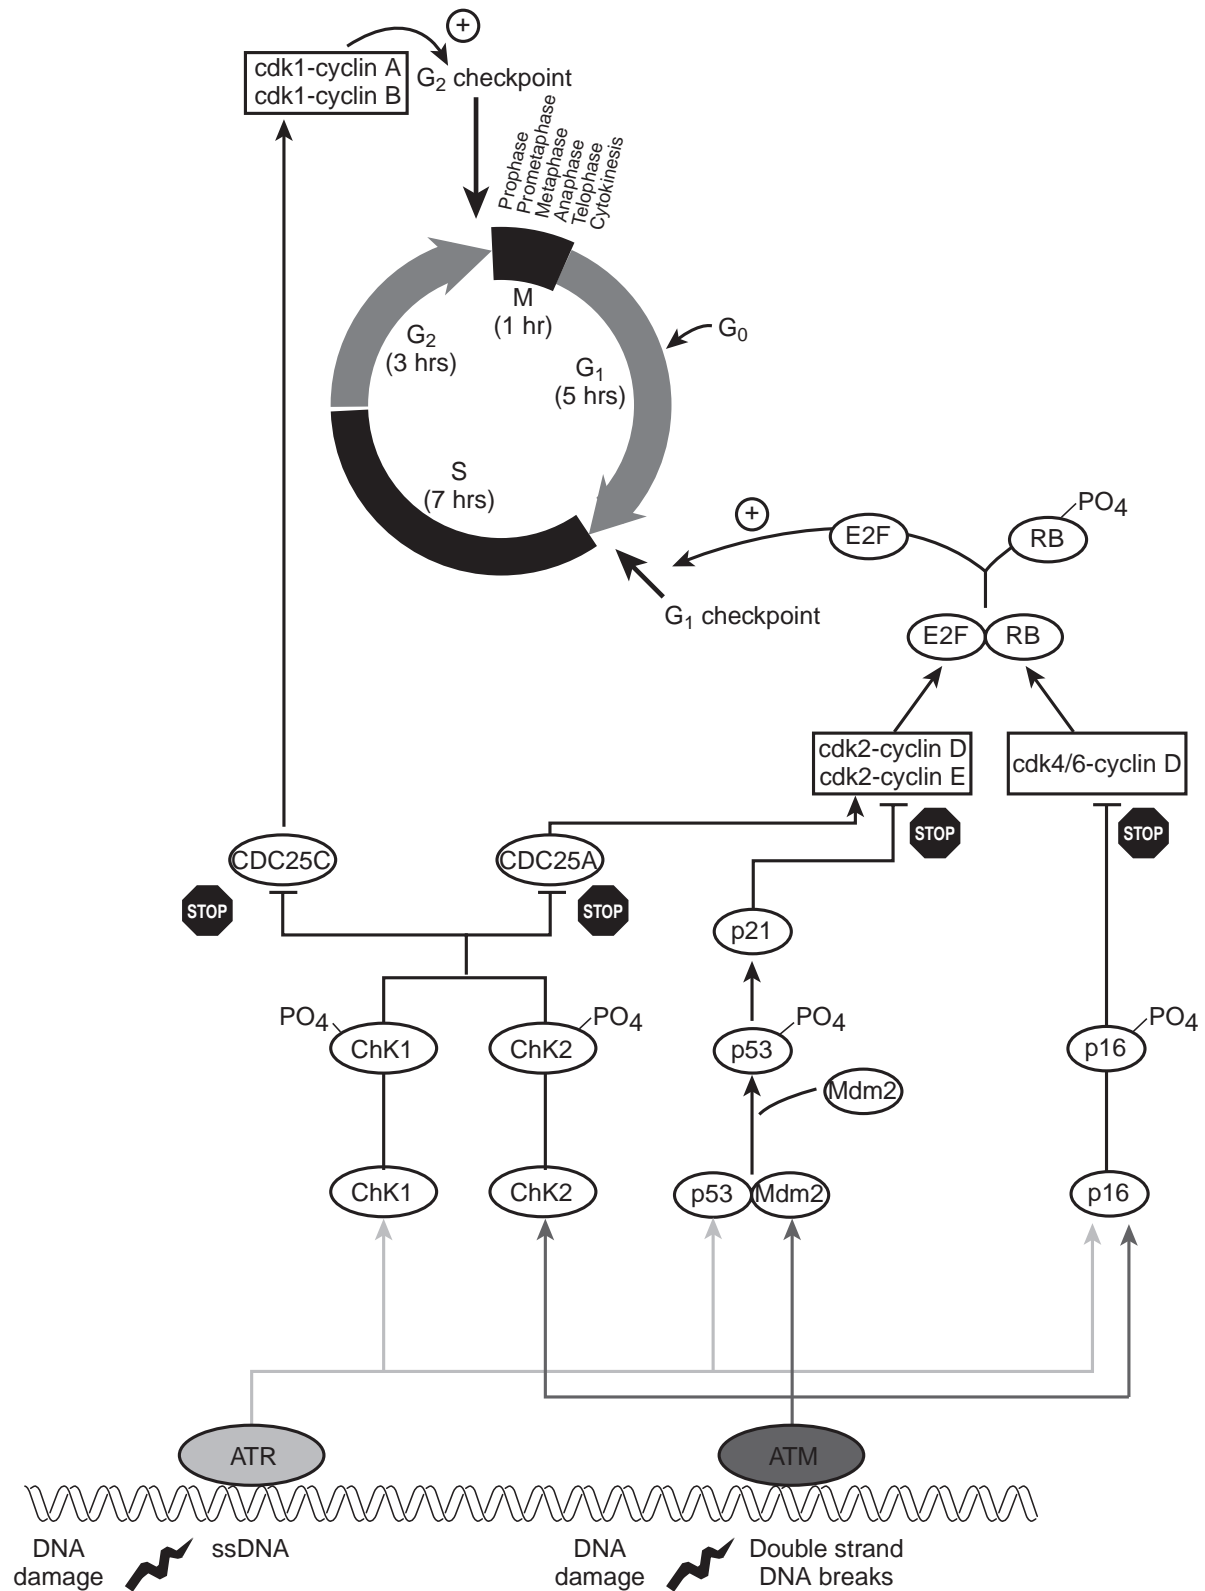 +
cdk1-cyclin A
cdk1-cyclin B
G2 checkpoint
Prophase
Prometaphase
Metaphase
Anaphase
Telophase
Cytokinesis
M
(1 hr)
G0
G2
(3 hrs)
G1
(5 hrs)
S
(7 hrs)
+
E2F
RB
PO4
G1 checkpoint
E2F
RB
cdk2-cyclin D
cdk2-cyclin E
cdk4/6-cyclin D
STOP
STOP
CDC25C
CDC25A
STOP
STOP
p21
PO4
ChK1
ChK2
PO4
p53
PO4
p16
PO4
Mdm2
ChK1
ChK2
p53
Mdm2
p16
ATR
ATM
DNA
damage
ssDNA
DNA
damage
Double strand
DNA breaks